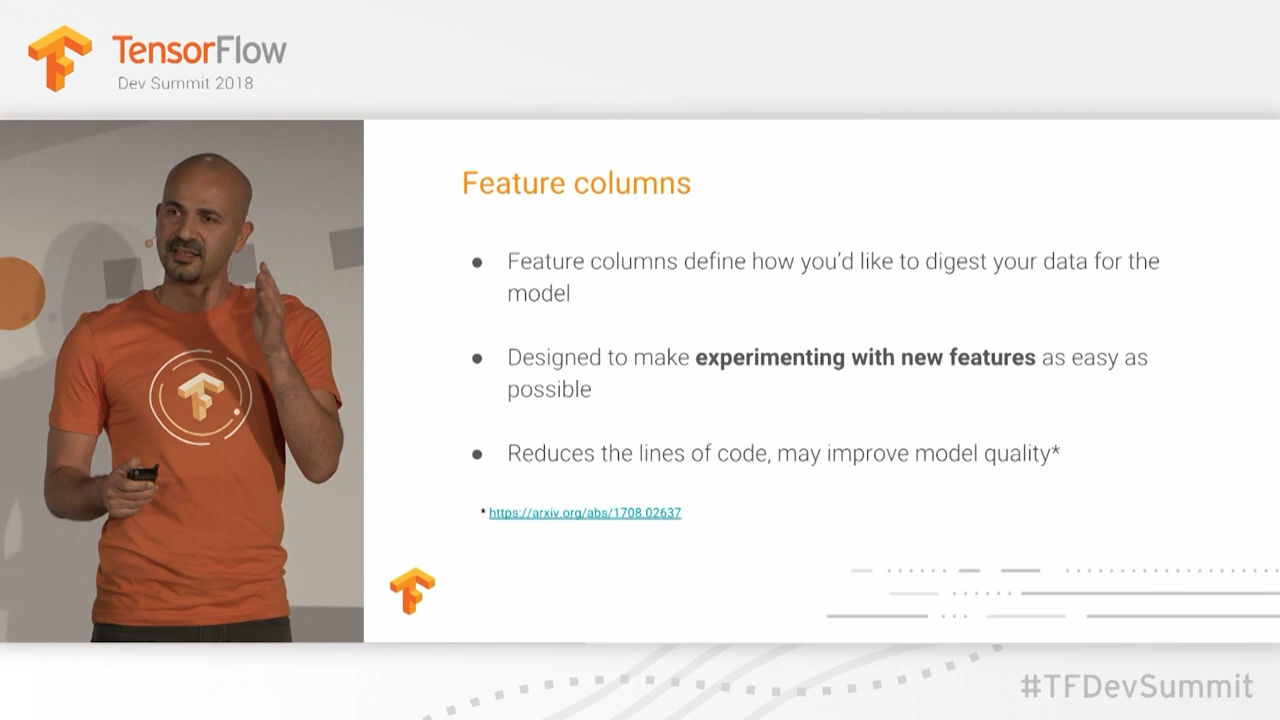 TensorFlow
Dev Summit 2018
Feature columns
● Feature columns define how you’d like to digest your data for the
model
● Designed to make experimenting with new features as easy as
possible
● Reduces the lines of code, may improve model quality*
* https://arxiv.org/abs/1708.02637
#TFDevSummit